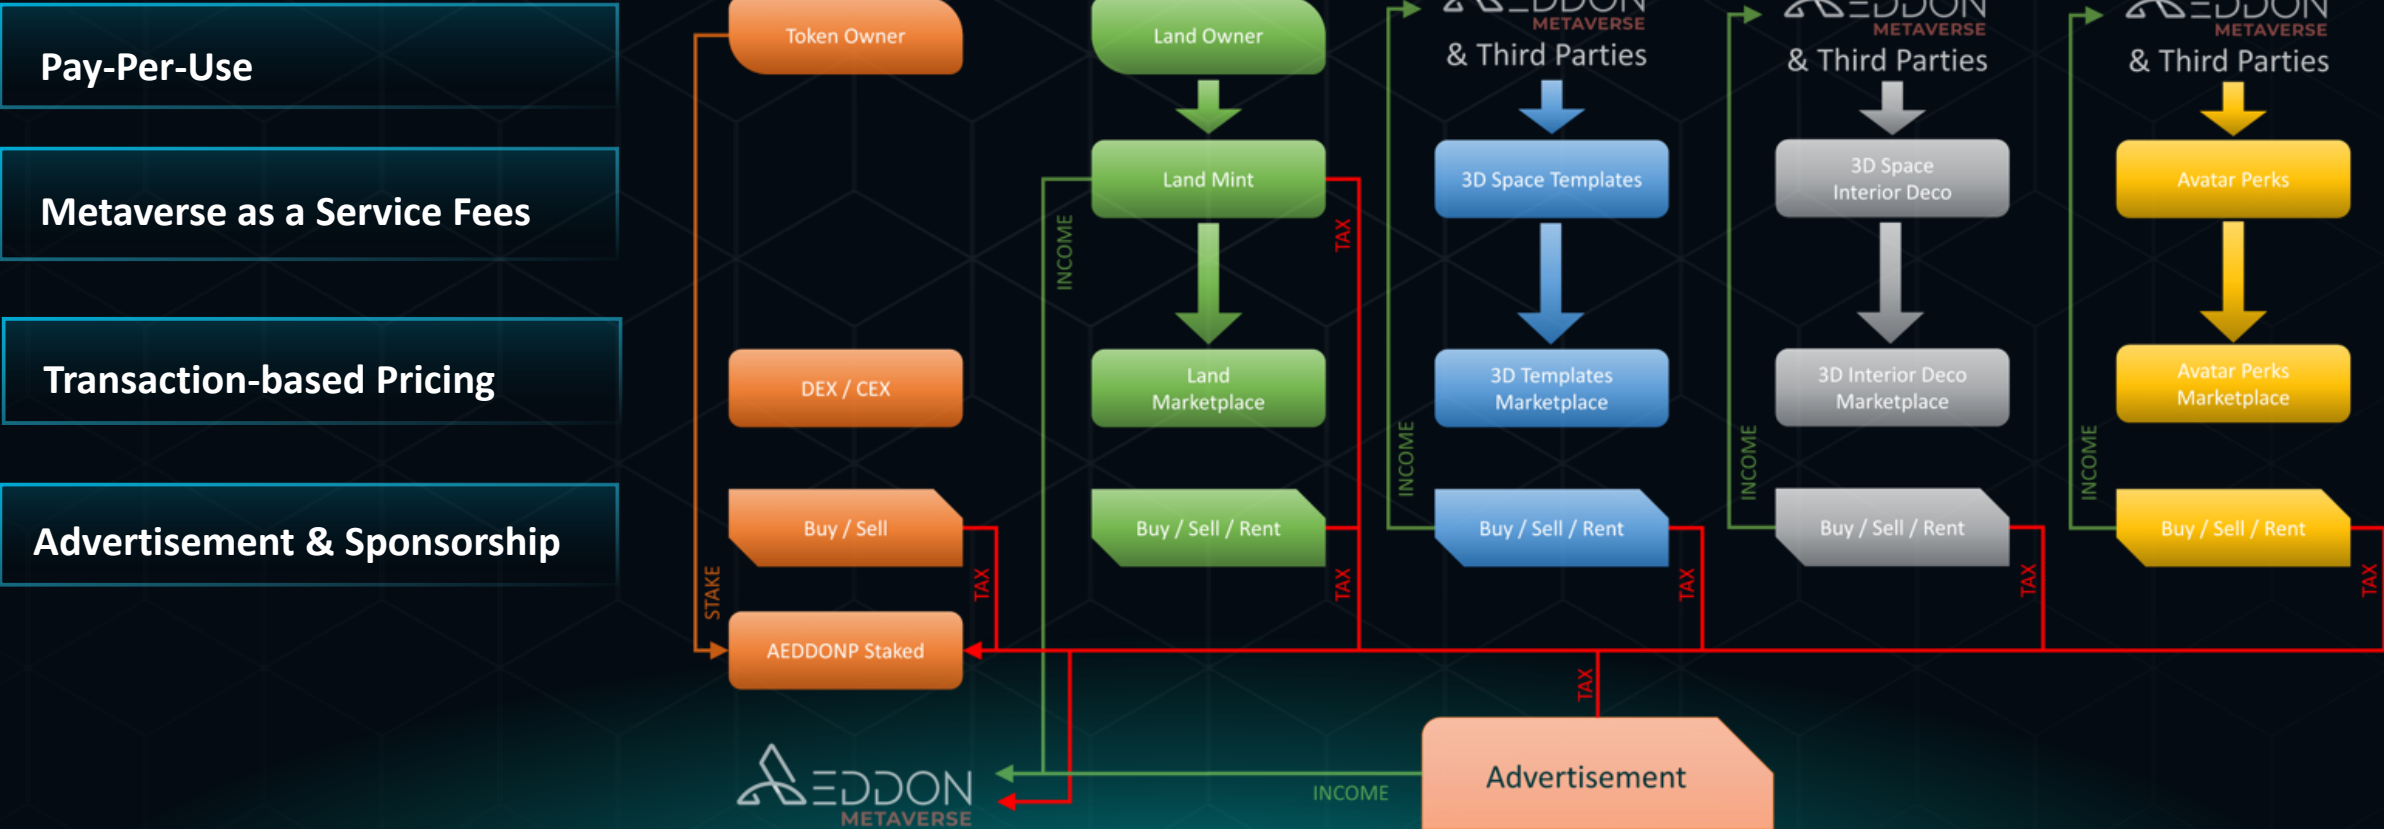 Pay-Per-Use
Metaverse as a Service Fees
Transaction-based Pricing
Advertisement & Sponsorship
Token Owner
DEX / CEX
Buy / Sell
TAX
STAKE
AEDDONP Staked
Land Owner
Land Mint
INCOME
TAX
Land
Marketplace
Buy / Sell / Rent
TAX
AEDDON
METAVERSE
& Third Parties
3D Space Templates
3D Templates
Marketplace
INCOME
Buy / Sell / Rent
TAX
AEDDON
METAVERSE
& Third Parties
3D Space
Interior Deco
3D Interior Deco
Marketplace
INCOME
Buy / Sell / Rent
TAX
AEDDON
METAVERSE
& Third Parties
Avatar Perks
Avatar Perks
Marketplace
INCOME
Buy / Sell / Rent
TAX
TAX
Advertisement
INCOME
AEDDON
METAVERSE